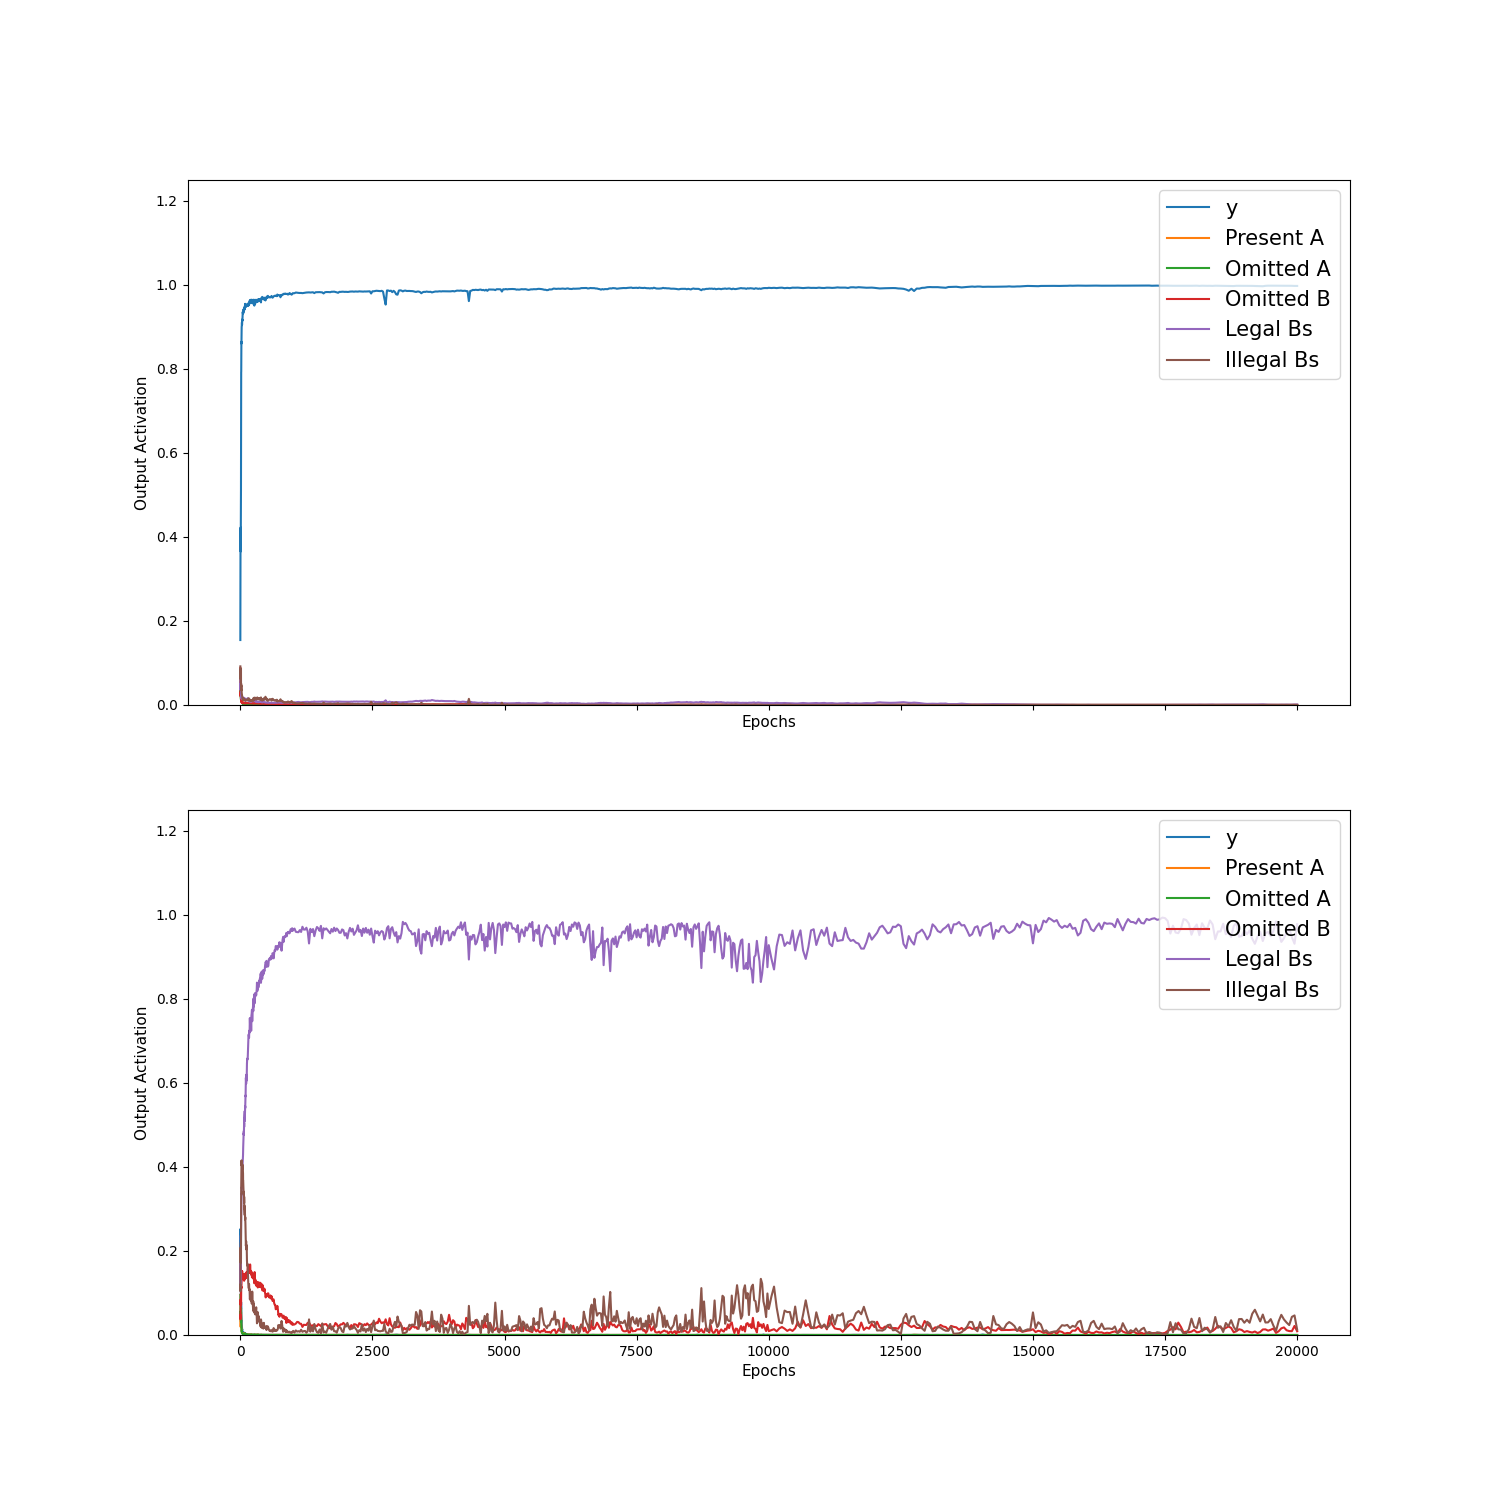 1.2
1.0
0.8
0.6
0.4
0.2
0.0
Output Activation
y
Present A
Omitted A
Omitted B
Legal Bs
Illegal Bs
Epochs
1.2
1.0
0.8
0.6
0.4
0.2
0.0
Output Activation
y
Present A
Omitted A
Omitted B
Legal Bs
Illegal Bs
0 2500 5000 7500 10000 12500 15000 17500 20000
Epochs